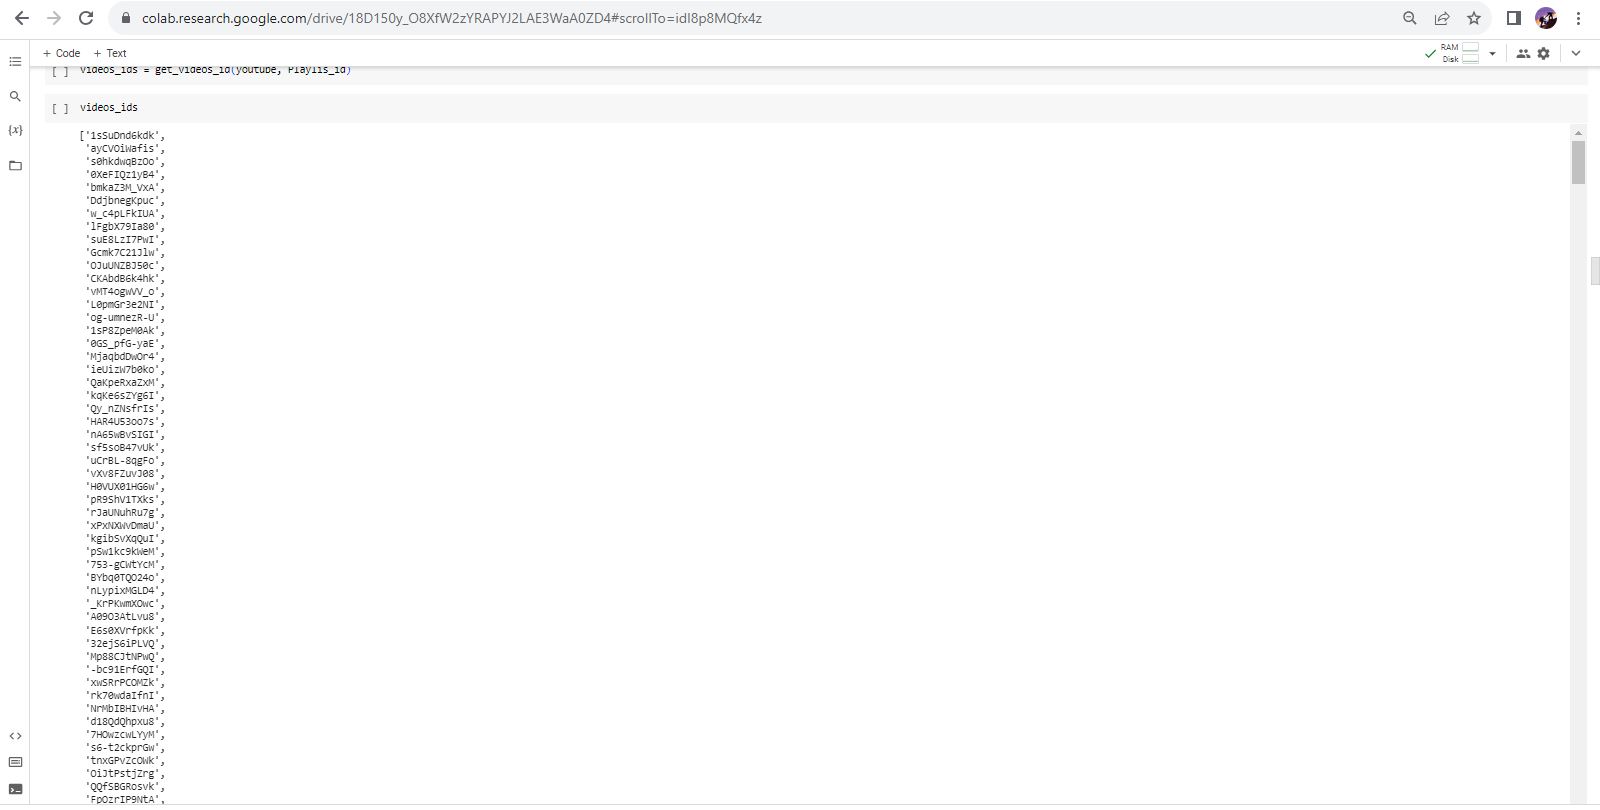 colab.research.google.com/drive/18D150y_O8XfW2zYRAPYJ2LAE3WaA0ZD4#scrollTo=idI8p8MQfx4z
+ Code + Text
RAM
Disk
[ ] videos_ids = get_videos_id(youtube, Playlis_id)
[ ] videos_ids
['1sSuDnd6kdk',
'ayCVOiWafis',
's0hkdwqBzOo',
'0XeFIQz1yB4',
'bmkaZ3M_VxA',
'DdjbnegKpuc',
'w_c4pLFkIUA',
'lFgbX79Ia80',
'suE8LzI7PwI',
'Gcmk7C21Jlw',
'OJuUNZBJ50c',
'CKAbdB6k4hk',
'vMT4ogwVV_o',
'L0pmGr3e2NI',
'og-umnezR-U',
'1sP8ZpeM0Ak',
'0GS_pfG-yaE',
'MjaqbdDwOr4',
'ieUizW7b0ko',
'QaKpeRxaZxM',
'kqKe6sZYg6I',
'Qy_nZNsfrIs',
'HAR4U53oo7s',
'nA65wBvSIGI',
'sf5soB47vUk',
'uCrBL-8qgFo',
'vXv8FZuvJ08',
'H0VUX01HG6w',
'pR9ShV1TXks',
'rJaUNuhRu7g',
'xPxNXWvDmaU',
'kgibSvXqQuI',
'pSw1kc9kWeM',
'753-gCWtYcM',
'BYbq0TQO24o',
'nLypixMGLD4',
'_KrPKwmXOwc',
'A09O3AtLvu8',
'E6s0XVrfpKk',
'32ejS6iPLVQ',
'Mp88CJtNPwQ',
'-bc91ErfGQI',
'xwSRrPCOMZk',
'rk70wdaIfnI',
'NrMbIBHIvHA',
'd18QdQhpxu8',
'7HOwzcwLYyM',
's6-t2ckprGw',
'tnxGPvZcOWk',
'OiJtPstjZrg',
'QQfSBGRosvk',
'FpOzrIP9NtA',
{x}
<>